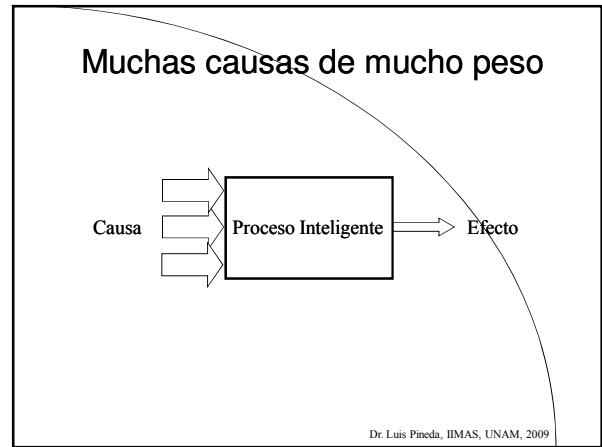 Muchas causas de mucho peso
Causa
Proceso Inteligente
Efecto
Dr. Luis Pineda, IIMAS, UNAM, 2009